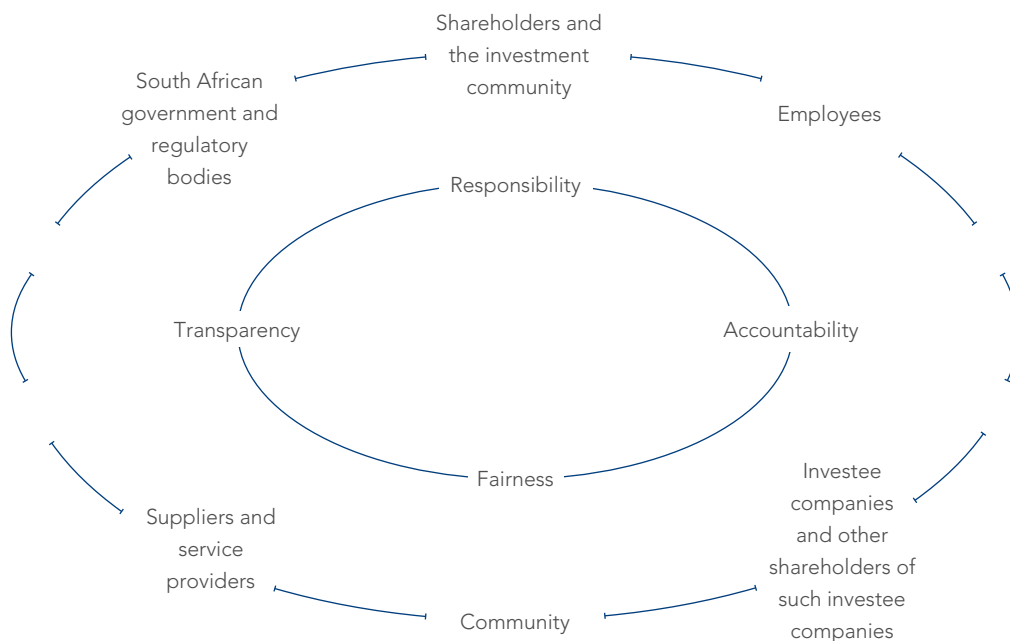 Shareholders and
the investment
community
South African
government and
regulatory
bodies
Employees
Responsibility
Transparency
Accountability
Fairness
Investee
companies
and other
shareholders of
such investee
companies
Suppliers and
service
providers
Community